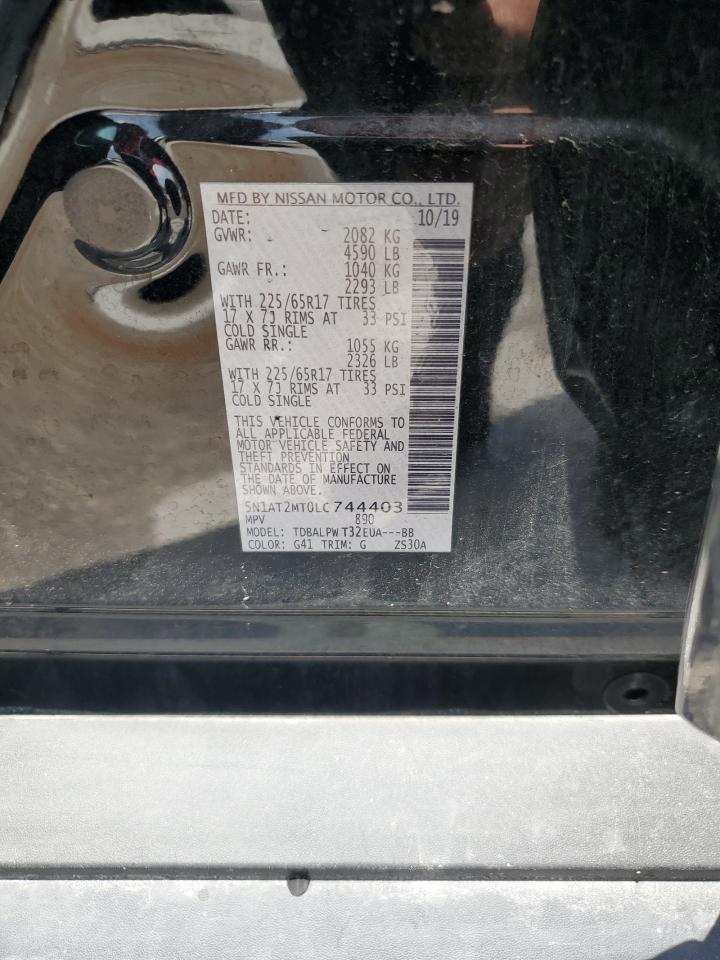 MFD BY NISSAN MOTOR CO., LTD.
DATE: 10/19
GVWR: 2082 KG
4590 LB
GAWR FR.: 1040 KG
2293 LB
WITH 225/65R17 TIRES
17 X 7J RIMS AT 33 PSI
COLD SINGLE
GAWR RR.: 1055 KG
2326 LB
WITH 225/65R17 TIRES
17 X 7J RIMS AT 33 PSI
COLD SINGLE
THIS VEHICLE CONFORMS TO
ALL APPLICABLE FEDERAL
MOTOR VEHICLE SAFETY AND
THEFT PREVENTION
STANDARDS IN EFFECT ON
THE DATE OF MANUFACTURE
SHOWN ABOVE.
5N1AT2MT0LC744403
MPV 890
MODEL: TDBALPW T32EUA---BB
COLOR: G41 TRIM: G ZS30A